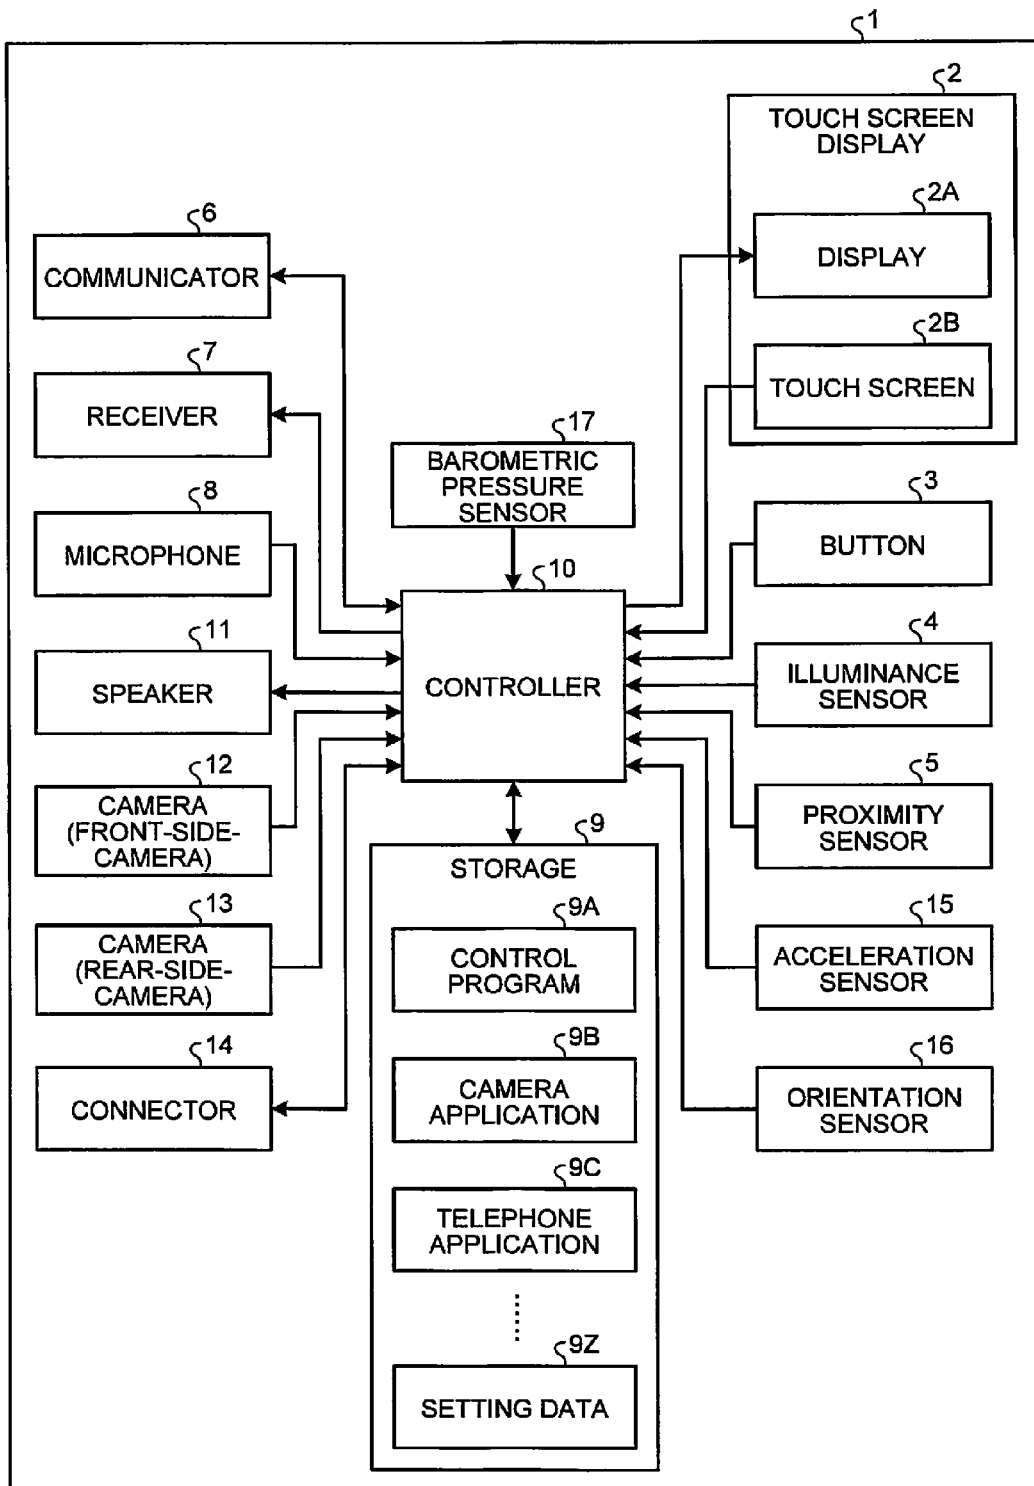 1
2
TOUCH SCREEN
DISPLAY
2A
DISPLAY
2B
TOUCH SCREEN
6
COMMUNICATOR
7
RECEIVER
17
BAROMETRIC
PRESSURE
SENSOR
8
MICROPHONE
3
BUTTON
10
CONTROLLER
11
SPEAKER
4
ILLUMINANCE
SENSOR
12
CAMERA
(FRONT-SIDE-
CAMERA)
5
PROXIMITY
SENSOR
9
STORAGE
9A
CONTROL
PROGRAM
13
CAMERA
(REAR-SIDE-
CAMERA)
15
ACCELERATION
SENSOR
14
CONNECTOR
9B
CAMERA
APPLICATION
16
ORIENTATION
SENSOR
9C
TELEPHONE
APPLICATION
9Z
SETTING DATA